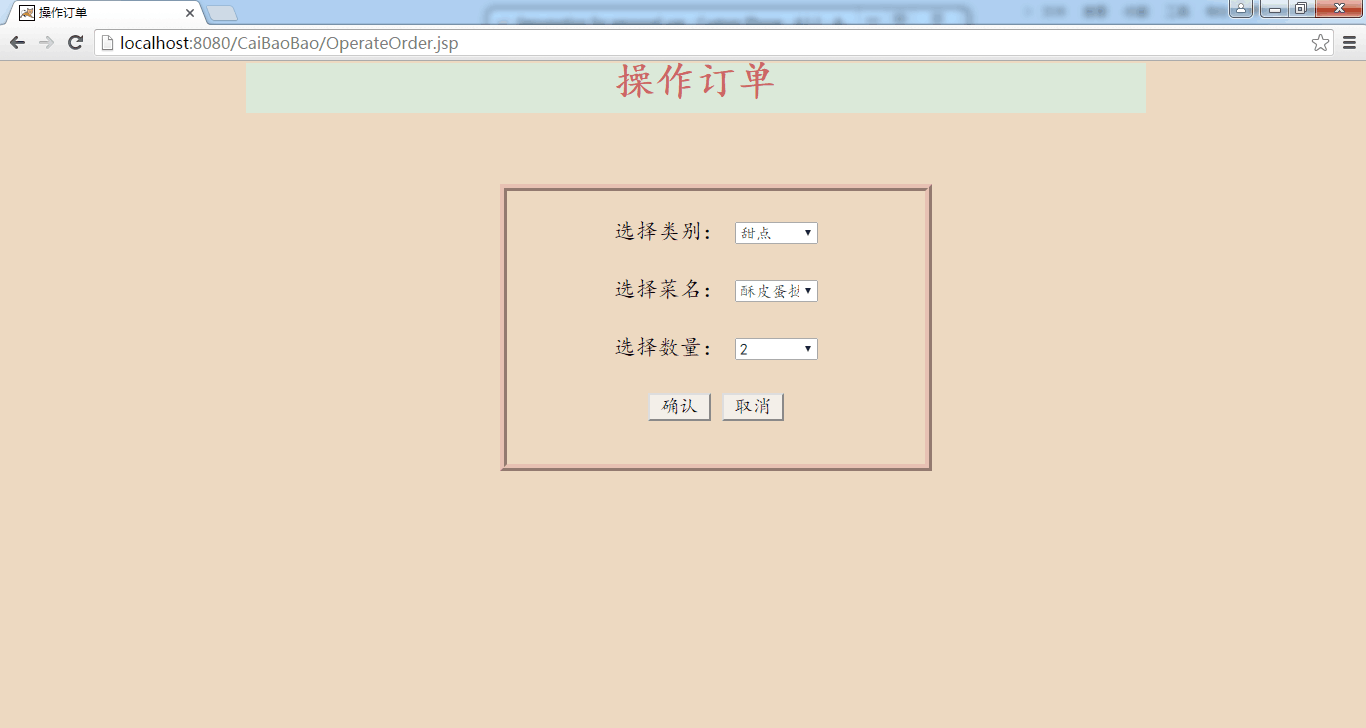 操作订单
localhost:8080/CaiBaoBao/OperateOrder.jsp
操作订单
选择类别： 甜点
选择菜名： 酥皮蛋挞
选择数量： 2
确认 取消